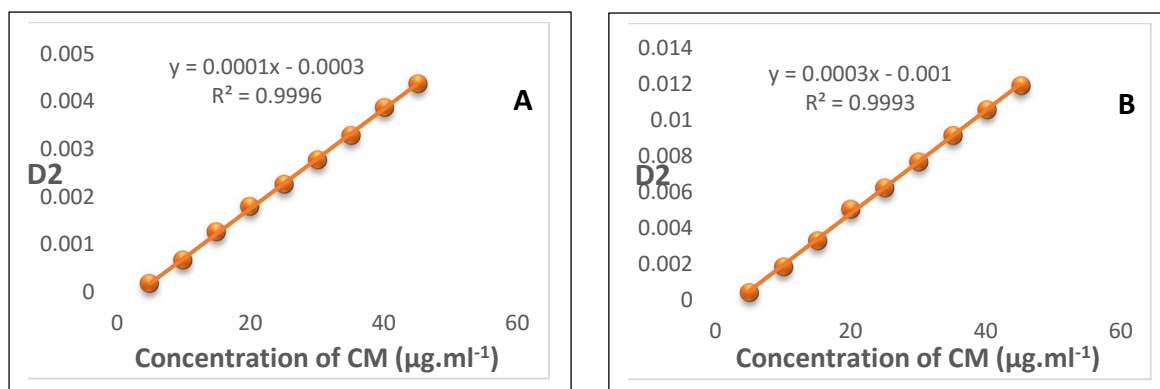 0.005
y = 0.0001x - 0.0003
R² = 0.9996
A
0.004
0.003
D2
0.002
0.001
0
0 20 40 60
Concentration of CM (µg.ml⁻¹)
0.014
y = 0.0003x - 0.001
0.012
R² = 0.9993
B
0.01
0.008
D2
0.006
0.004
0.002
0
0 20 40 60
Concentration of CM (µg.ml⁻¹)